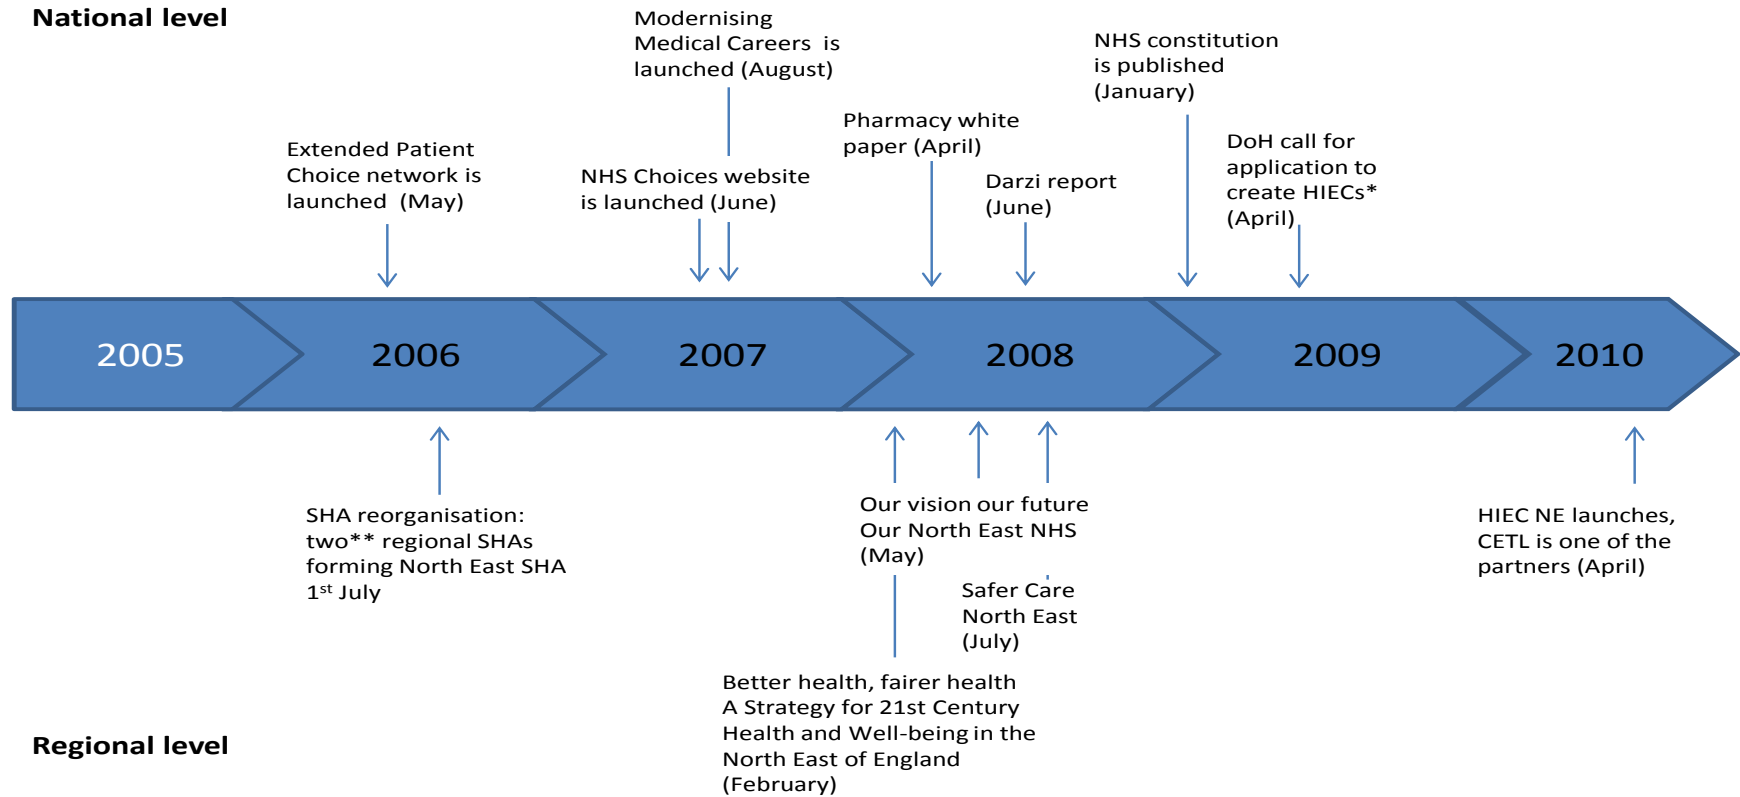 National level
Modernising
Medical Careers is
launched (August)
NHS constitution
is published
(January)
Pharmacy white
paper (April)
Extended Patient
Choice network is
launched (May)
NHS Choices website
is launched (June)
Darzi report
(June)
DoH call for
application to
create HIECs*
(April)
2005
2006
2007
2008
2009
2010
SHA reorganisation:
two** regional SHAs
forming North East SHA
1st July
Our vision our future
Our North East NHS
(May)
Safer Care
North East
(July)
HIEC NE launches,
CETL is one of the
partners (April)
Better health, fairer health
A Strategy for 21st Century
Health and Well-being in the
North East of England
(February)
Regional level